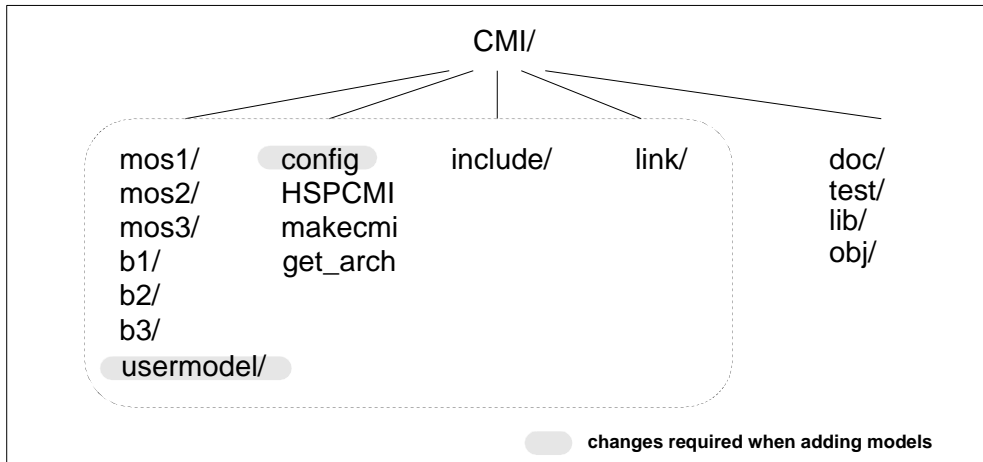 CMI/
mos1/
mos2/
mos3/
b1/
b2/
b3/
usermodel/
config
HSPCMI
makecmi
get_arch
include/
link/
doc/
test/
lib/
obj/
changes required when adding models